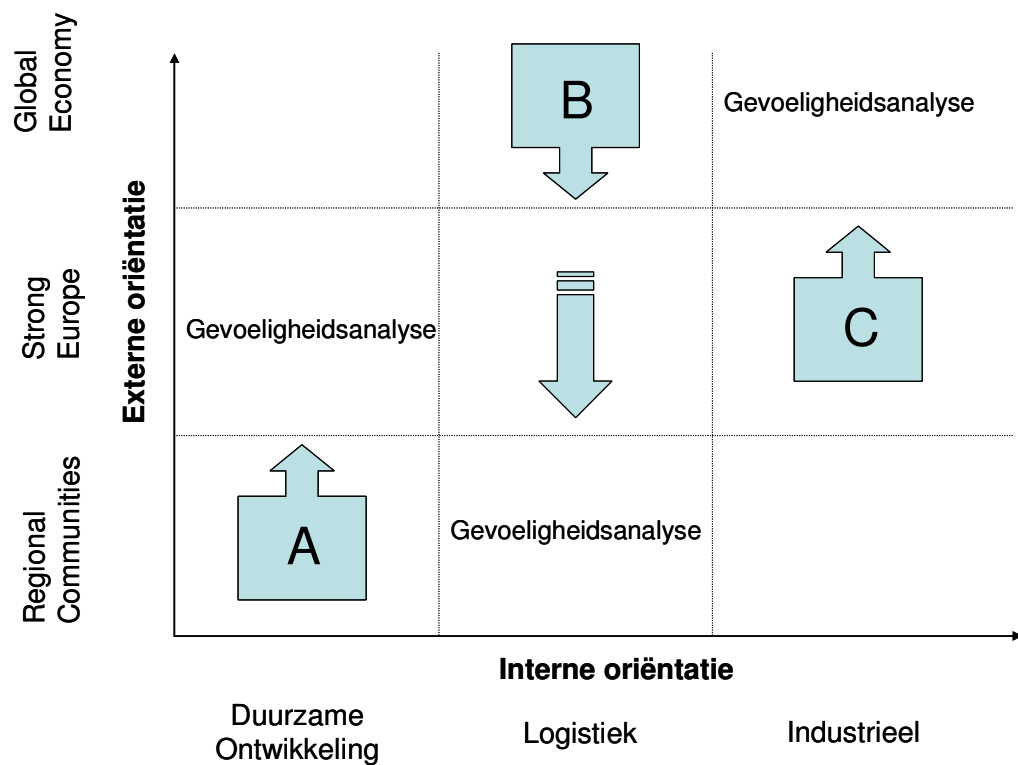 Global
Economy
B
Gevoeligheidsanalyse
Externe oriëntatie
Strong
Europe
Gevoeligheidsanalyse
C
Regional
Communities
A
Gevoeligheidsanalyse
Interne oriëntatie
Duurzame
Ontwikkeling
Logistiek
Industrieel